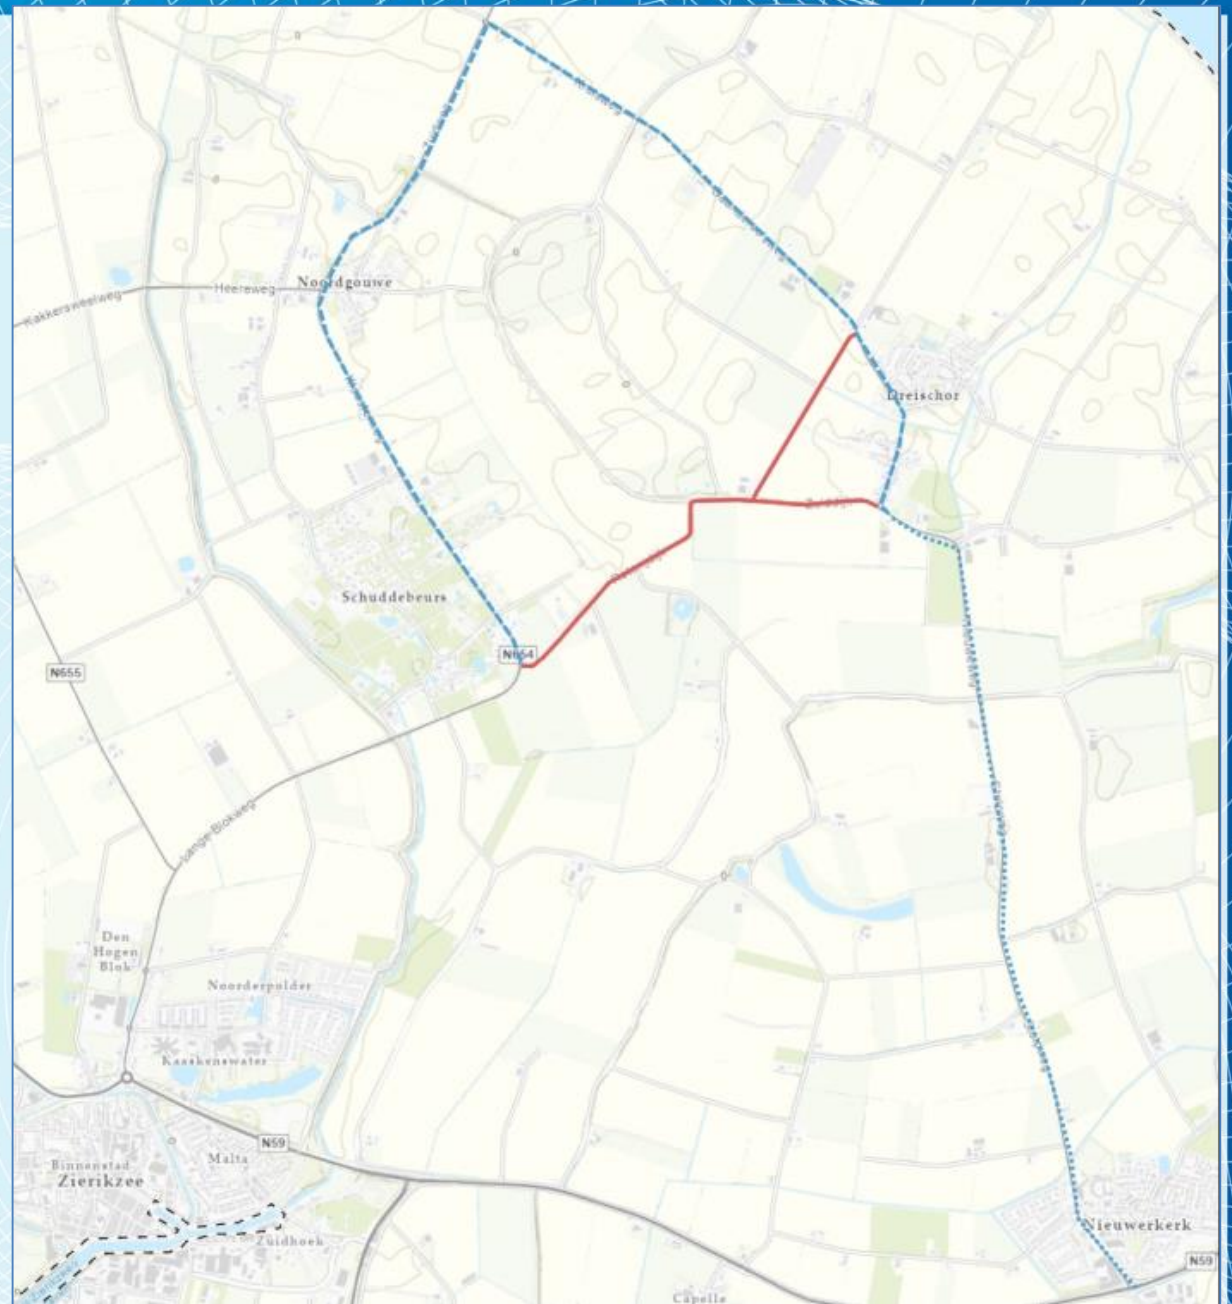 Noordgouwe
Heereweg
Kakkersweelweg
Dreischor
Schuddebeurs
N654
N655
Lange Blokweg
Den
Hogen
Blok
Noorderpolder
Kaaskenswater
N59
Malta
Binnenstad
Zierikzee
Zuidhoek
Nieuwerkerk
N59
Capelle